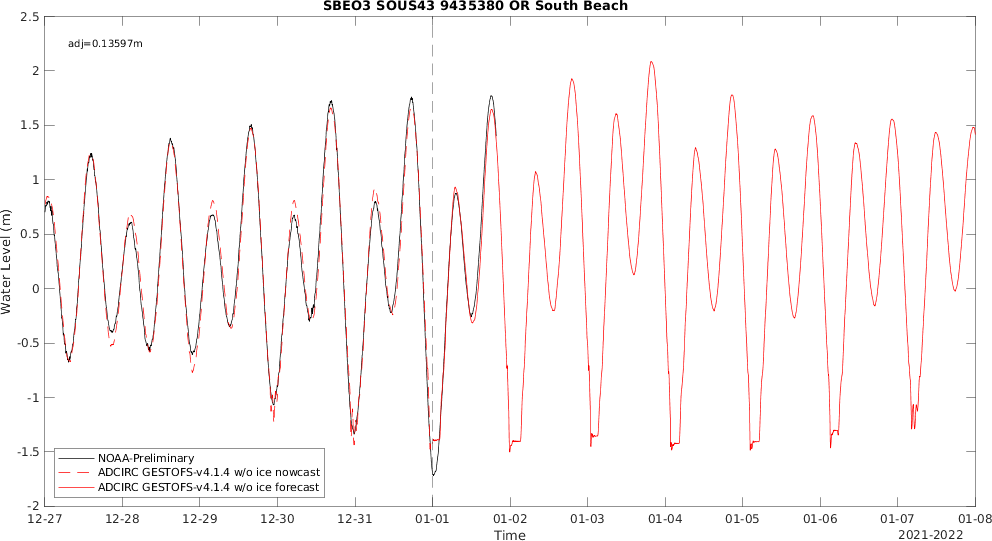 SBEO3 SOUS43 9435380 OR South Beach
adj=0.13597m
2.5
2
1.5
1
0.5
0
-0.5
-1
-1.5
-2
Water Level (m)
NOAA-Preliminary
ADCIRC GESTOFS-v4.1.4 w/o ice nowcast
ADCIRC GESTOFS-v4.1.4 w/o ice forecast
12-27 12-28 12-29 12-30 12-31 01-01 01-02 01-03 01-04 01-05 01-06 01-07 01-08
Time
2021-2022